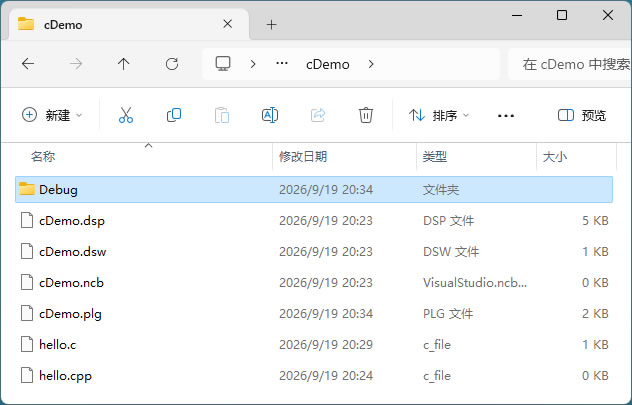 cDemo
cDemo
在 cDemo 中搜索
新建 排序 预览
名称 修改日期 类型 大小
Debug 2026/9/19 20:34 文件夹
cDemo.dsp 2026/9/19 20:23 DSP 文件 5 KB
cDemo.dsw 2026/9/19 20:23 DSW 文件 1 KB
cDemo.ncb 2026/9/19 20:23 VisualStudio.ncb... 0 KB
cDemo.plg 2026/9/19 20:34 PLG 文件 2 KB
hello.c 2026/9/19 20:29 c_file 1 KB
hello.cpp 2026/9/19 20:24 c_file 0 KB